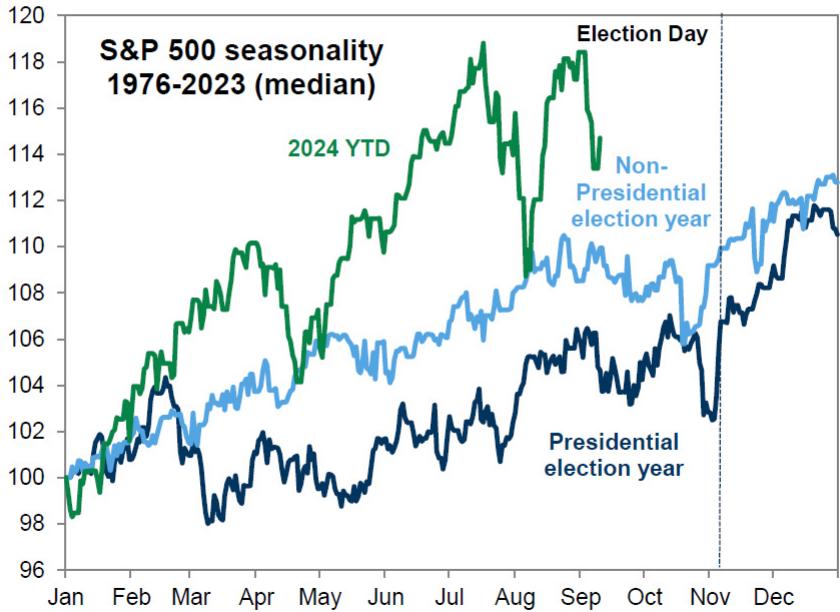 S&P 500 seasonality
1976-2023 (median)
Election Day
2024 YTD
Non-
Presidential
election year
Presidential
election year
120
118
116
114
112
110
108
106
104
102
100
98
96
Jan Feb Mar Apr May Jun Jul Aug Sep Oct Nov Dec